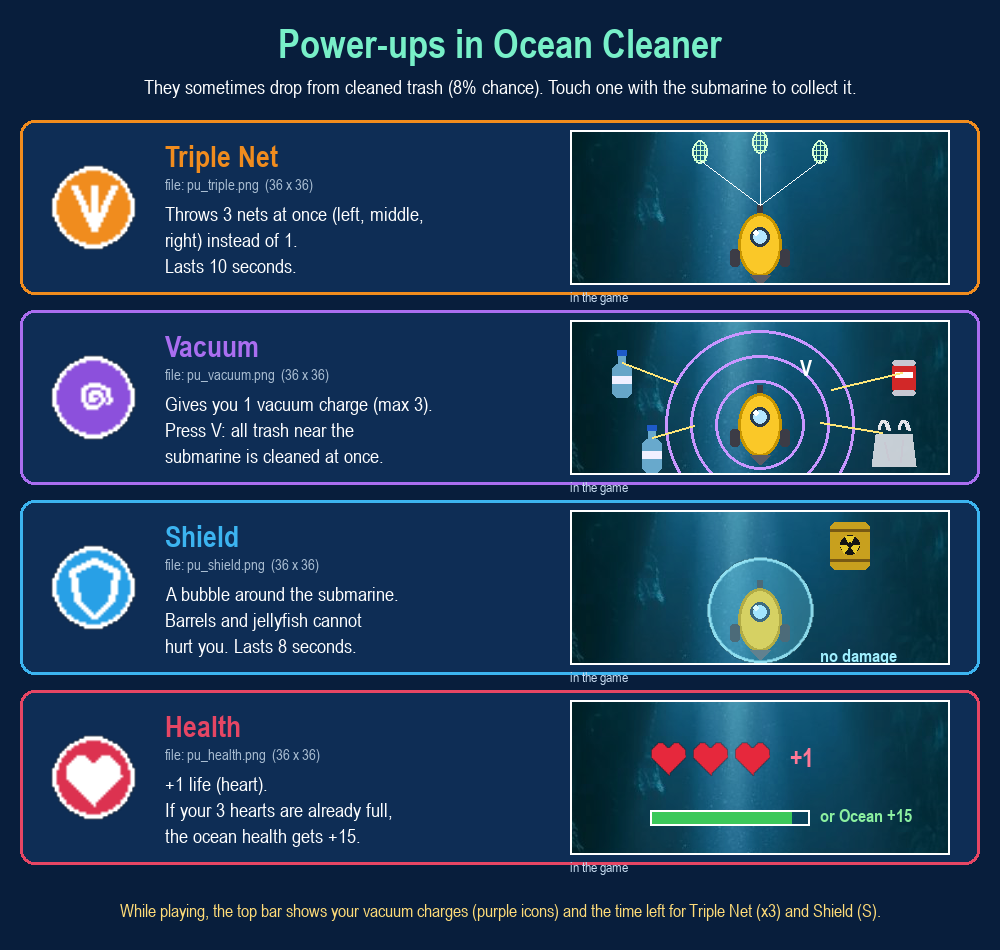 Power-ups in Ocean Cleaner
They sometimes drop from cleaned trash (8% chance). Touch one with the submarine to collect it.
Triple Net
file: pu_triple.png (36 x 36)
Throws 3 nets at once (left, middle,
right) instead of 1.
Lasts 10 seconds.
in the game
Vacuum
file: pu_vacuum.png (36 x 36)
Gives you 1 vacuum charge (max 3).
Press V: all trash near the
submarine is cleaned at once.
V
in the game
Shield
file: pu_shield.png (36 x 36)
A bubble around the submarine.
Barrels and jellyfish cannot
hurt you. Lasts 8 seconds.
no damage
in the game
Health
file: pu_health.png (36 x 36)
+1 life (heart).
If your 3 hearts are already full,
the ocean health gets +15.
+1
or Ocean +15
in the game
While playing, the top bar shows your vacuum charges (purple icons) and the time left for Triple Net (x3) and Shield (S).